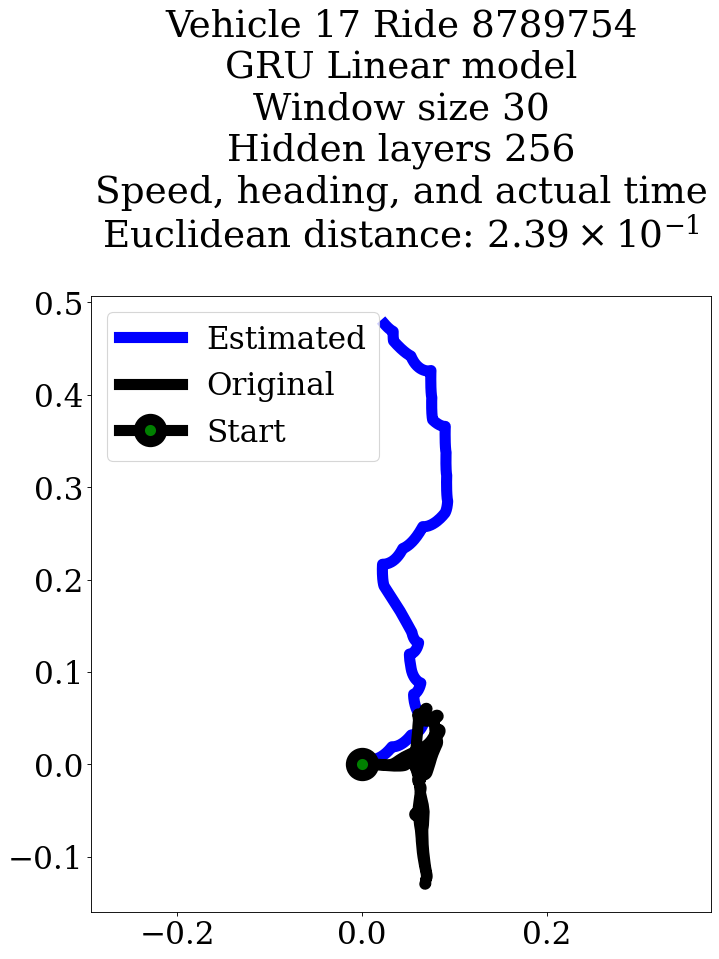 Vehicle 17 Ride 8789754
GRU Linear model
Window size 30
Hidden layers 256
Speed, heading, and actual time
Euclidean distance: 2.39 × 10⁻¹
0.5
Estimated
0.4
Original
Start
0.3
0.2
0.1
0.0
−0.1
−0.2 0.0 0.2